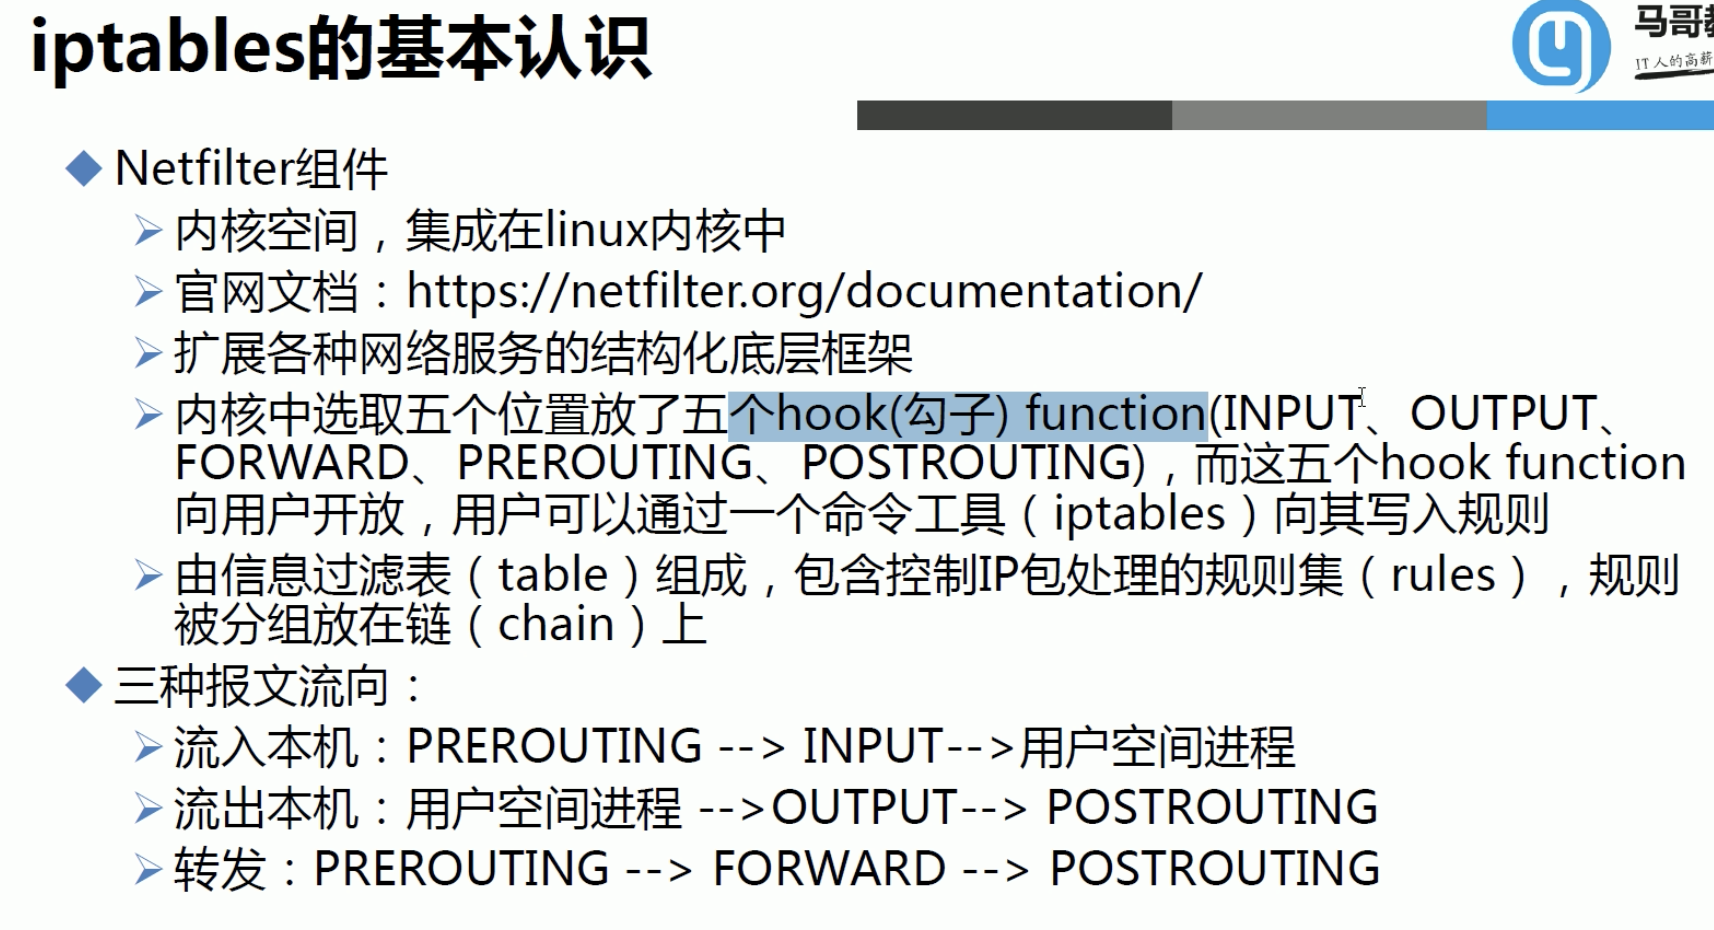 iptables的基本认识
马哥教
IT人的高薪
Netfilter组件
内核空间，集成在linux内核中
官网文档：https://netfilter.org/documentation/
扩展各种网络服务的结构化底层框架
内核中选取五个位置放了五个hook(勾子) function(INPUT、OUTPUT、
FORWARD、PREROUTING、POSTROUTING)，而这五个hook function
向用户开放，用户可以通过一个命令工具（iptables）向其写入规则
由信息过滤表（table）组成，包含控制IP包处理的规则集（rules），规则
被分组放在链（chain）上
三种报文流向：
流入本机：PREROUTING --> INPUT-->用户空间进程
流出本机：用户空间进程 -->OUTPUT--> POSTROUTING
转发：PREROUTING --> FORWARD --> POSTROUTING